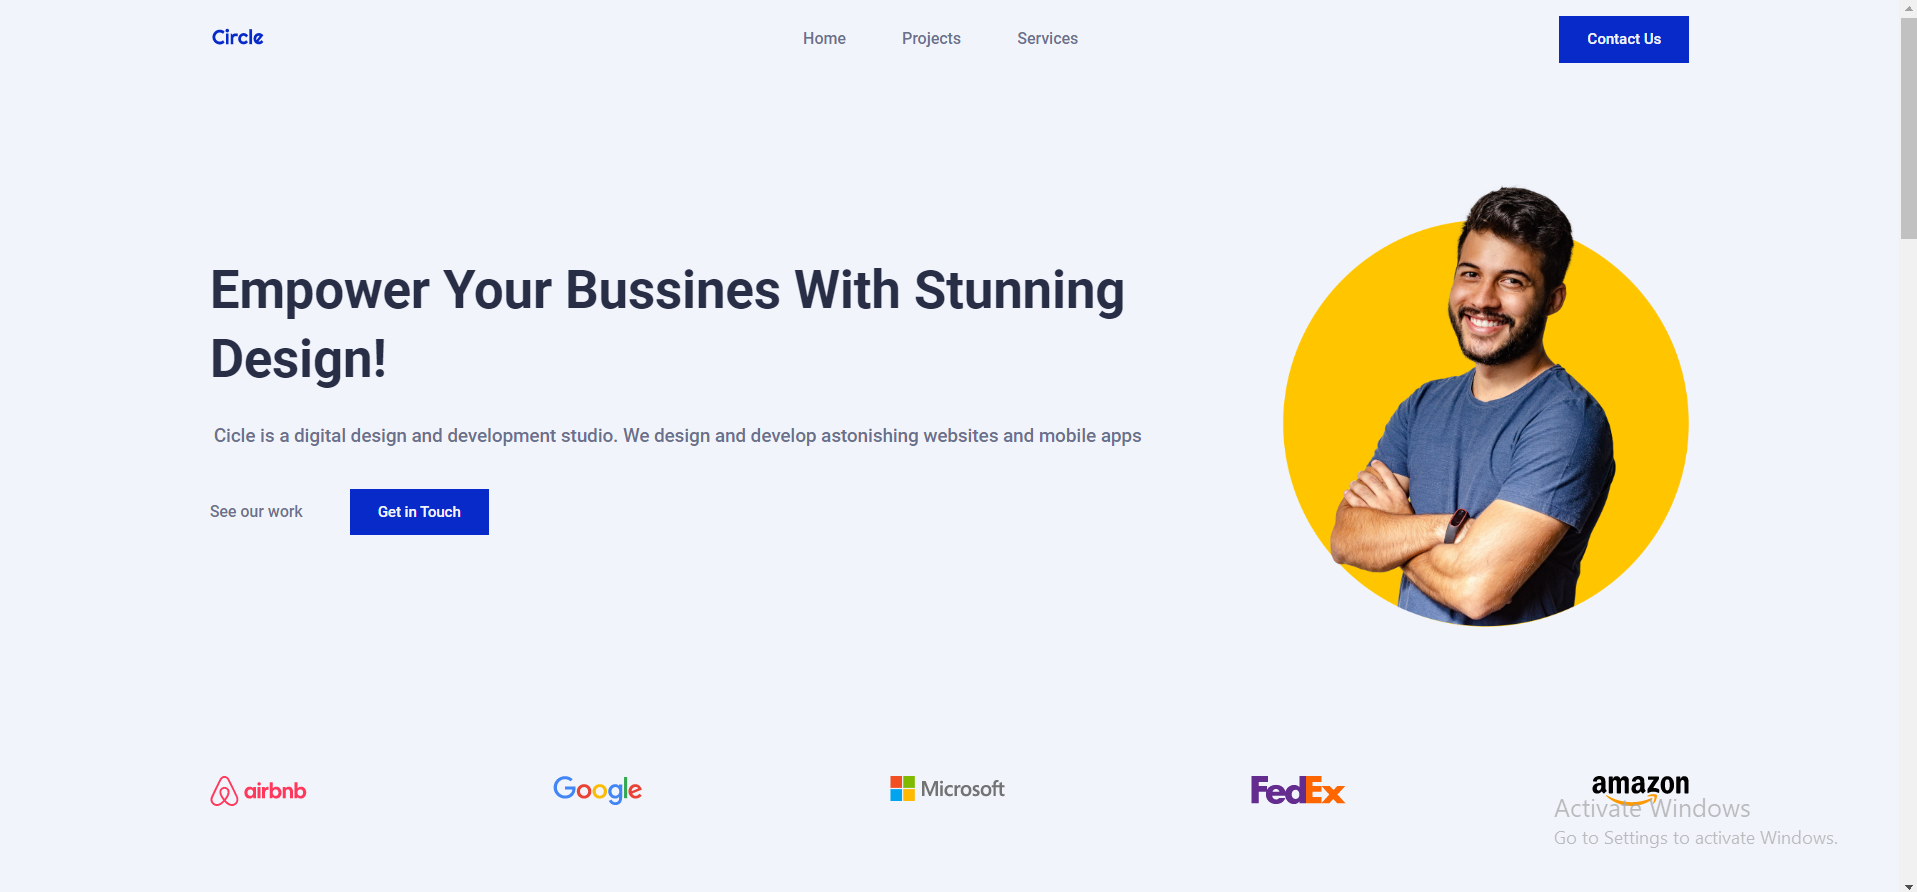 Circle
Home
Projects
Services
Contact Us
Empower Your Bussines With Stunning
Design!
Cicle is a digital design and development studio. We design and develop astonishing websites and mobile apps
See our work
Get in Touch
airbnb
Google
Microsoft
FedEx
amazon
Activate Windows
Go to Settings to activate Windows.